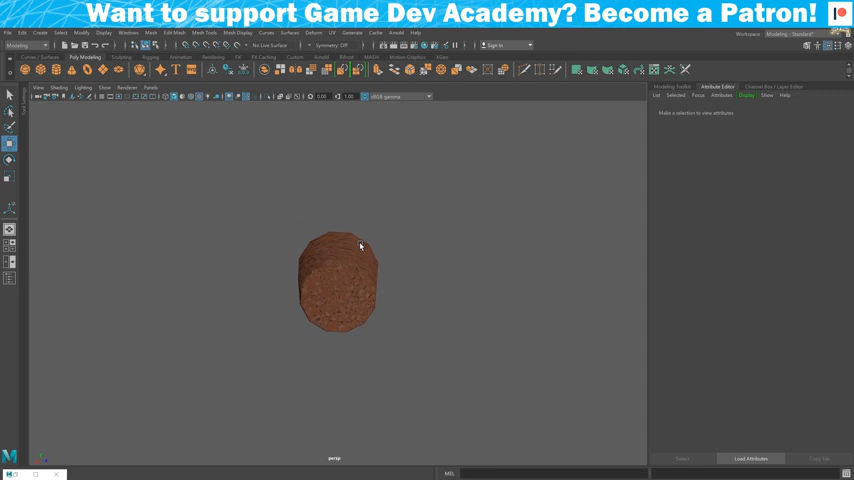 Want to support Game Dev Academy? Become a Patron!
File Edit Create Select Modify Display Windows Mesh Edit Mesh Mesh Tools Mesh Display Curves Surfaces Deform UV Generate Cache Arnold Help
Workspace Modeling - Standard*
Modeling No Live Surface Symmetry: Off Sign In
Curves / Surfaces Poly Modeling Sculpting Rigging Animation Rendering FX FX Caching Custom Arnold Bifrost MASH Motion Graphics XGen
View Shading Lighting Show Renderer Panels
0.00 1.00 sRGB gamma
Modeling Toolkit Attribute Editor Channel Box / Layer Editor
List Selected Focus Attributes Display Show Help
Make a selection to view attributes
persp
Select Load Attributes Copy Tab
MEL